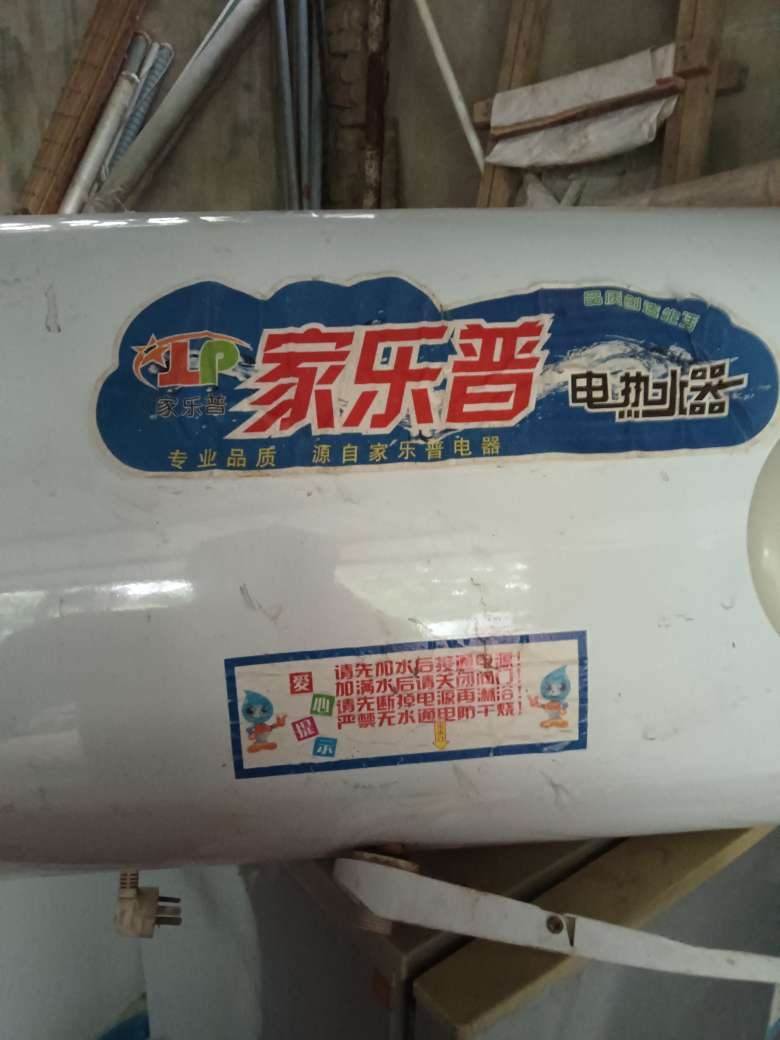 品质创造业牙
JLP
家乐普
家乐普
电热水器
专业品质 源自家乐普电器
爱心提示
请先加水后接通电源!
加满水后请关闭阀门!
请先断掉电源再淋浴!
严禁无水通电防干烧!